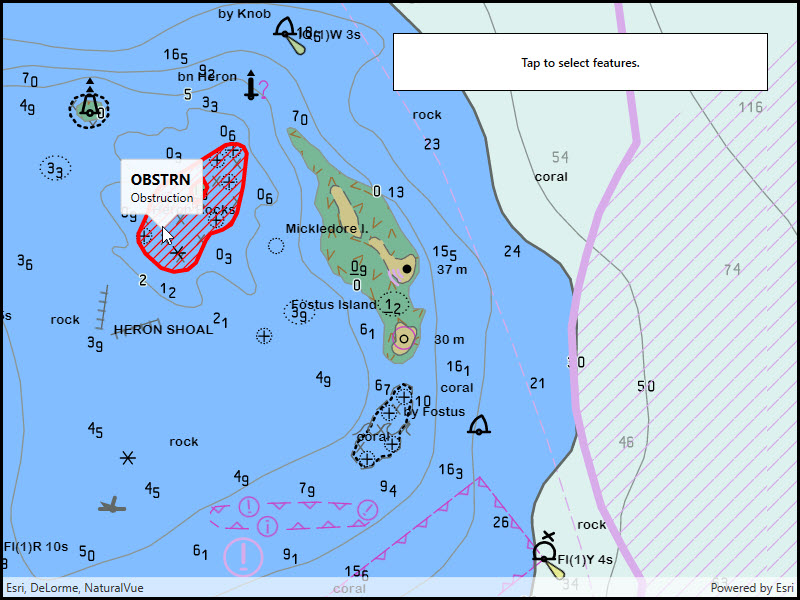 by Knob
10₆
Q(1)W 3s
16₅
9₂
7₀
bn Heron
Tap to select features.
4₉
5
3₃
116
0
7₀
rock
0₆
23
0₃
54
3₃
coral
OBSTRN
Obstruction
0
13
0₆
ocks
Mickledore I.
15₅
24
0₃
3₆
0₉
37 m
74
2
1₂
0
Fostus Island
1₂
3₉
rock
2₁
HERON SHOAL
6₁
3₉
30 m
30
16₁
4₉
6₇
21
50
coral
10
by Fostus
4₅
coral
rock
46
16₃
4₅
4₉
7₉
9₄
26
rock
Fl(1)R 10s
5₀
6₁
9₁
Fl(1)Y 4s
15₆
34
coral
Esri, DeLorme, NaturalVue
Powered by Esri